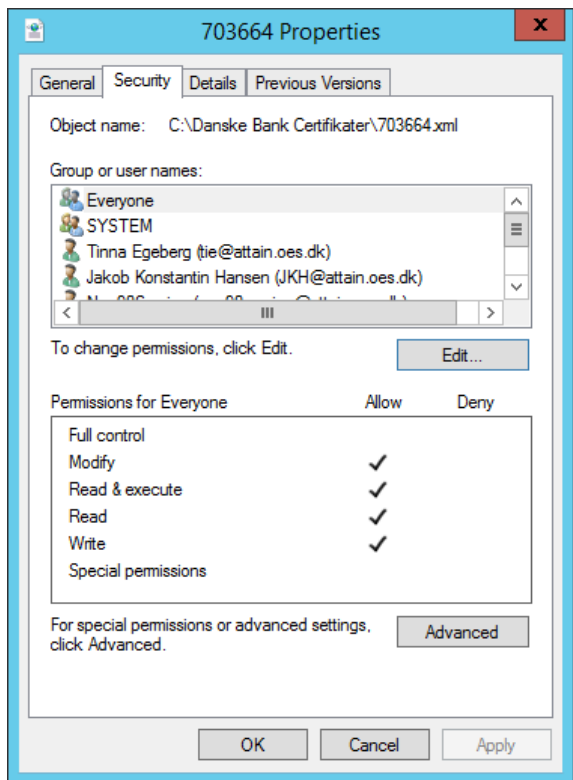 703664 Properties
x
General Security Details Previous Versions
Object name: C:\Danske Bank Certifikater\703664.xml
Group or user names:
Everyone
SYSTEM
Tinna Egeberg (tie@attain.oes.dk)
Jakob Konstantin Hansen (JKH@attain.oes.dk)
To change permissions, click Edit.
Edit...
Permissions for Everyone Allow Deny
Full control
Modify
Read & execute
Read
Write
Special permissions
For special permissions or advanced settings,
click Advanced.
Advanced
OK Cancel Apply